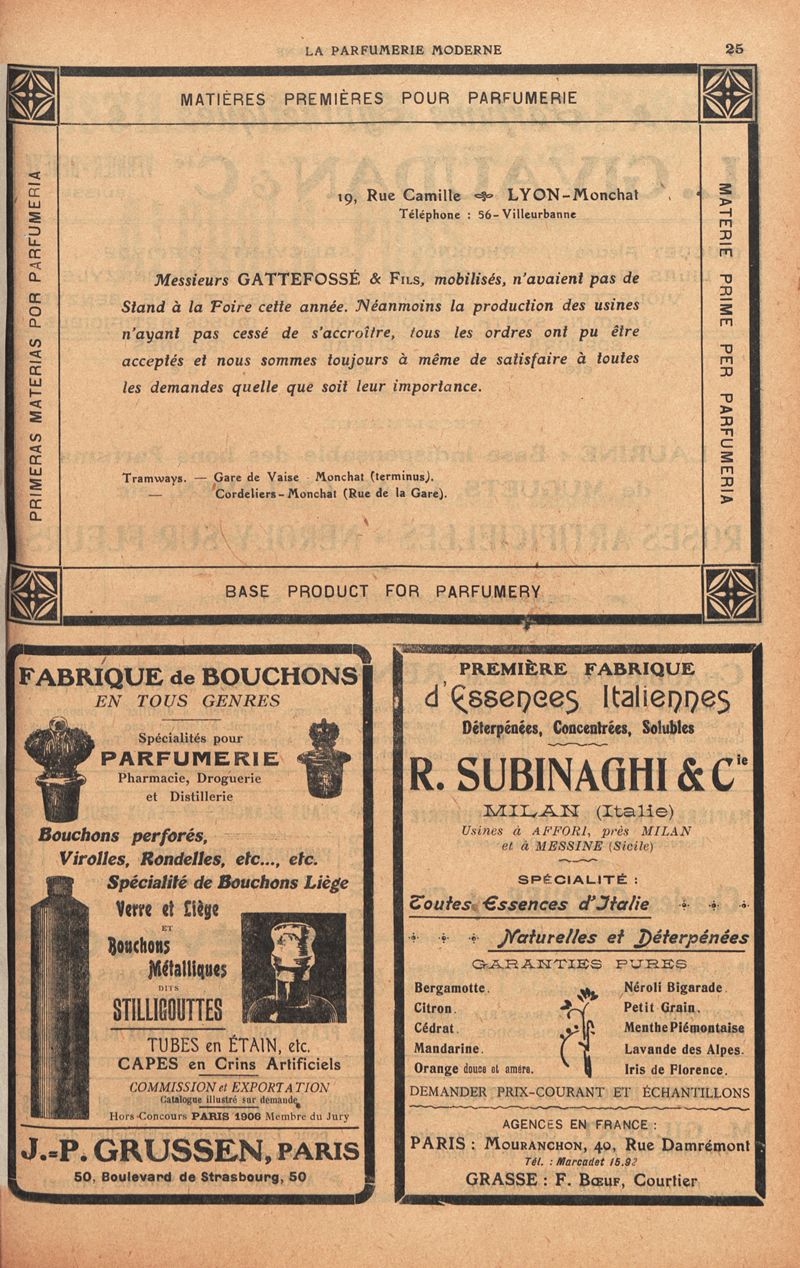 LA PARFUMERIE MODERNE
25
MATIÈRES PREMIÈRES POUR PARFUMERIE
PRIMERAS MATERIAS POR PARFUMERIA
MATERIE PRIME PER PARFUMERIA
19, Rue Camille LYON-Monchat
Téléphone : 56-Villeurbanne
Messieurs GATTEFOSSÉ & FILS, mobilisés, n'avaient pas de
Stand à la Foire cette année. Néanmoins la production des usines
n'ayant pas cessé de s'accroître, tous les ordres ont pu être
acceptés et nous sommes toujours à même de satisfaire à toutes
les demandes quelle que soit leur importance.
Tramways. — Gare de Vaise - Monchat (terminus).
— Cordeliers-Monchat (Rue de la Gare).
BASE PRODUCT FOR PARFUMERY
FABRIQUE de BOUCHONS
EN TOUS GENRES
Spécialités pour
PARFUMERIE
Pharmacie, Droguerie
et Distillerie
Bouchons perforés,
Virolles, Rondelles, etc..., etc.
Spécialité de Bouchons Liège
Verre et Liège
ET
Bouchons
Métalliques
DITS
STILLIGOUTTES
TUBES en ÉTAIN, etc.
CAPES en Crins Artificiels
COMMISSION et EXPORTATION
Catalogue illustré sur demande
Hors-Concours PARIS 1906 Membre du Jury
J.-P. GRUSSEN, PARIS
50, Boulevard de Strasbourg, 50
PREMIÈRE FABRIQUE
d'Essences Italiennes
Déterpénées, Concentrées, Solubles
R. SUBINAGHI & Cie
MILAN (Italie)
Usines à AFFORI, près MILAN
et à MESSINE (Sicile)
SPÉCIALITÉ :
Toutes Essences d'Italie
Naturelles et Déterpénées
GARANTIES PURES
Bergamotte.
Citron.
Cédrat.
Mandarine.
Orange douce et amère.
Néroli Bigarade.
Petit Grain.
Menthe Piémontaise
Lavande des Alpes.
Iris de Florence.
DEMANDER PRIX-COURANT ET ÉCHANTILLONS
AGENCES EN FRANCE :
PARIS : MOURANCHON, 40, Rue Damrémont
Tél. : Marcadet 15.92
GRASSE : F. BŒUF, Courtier